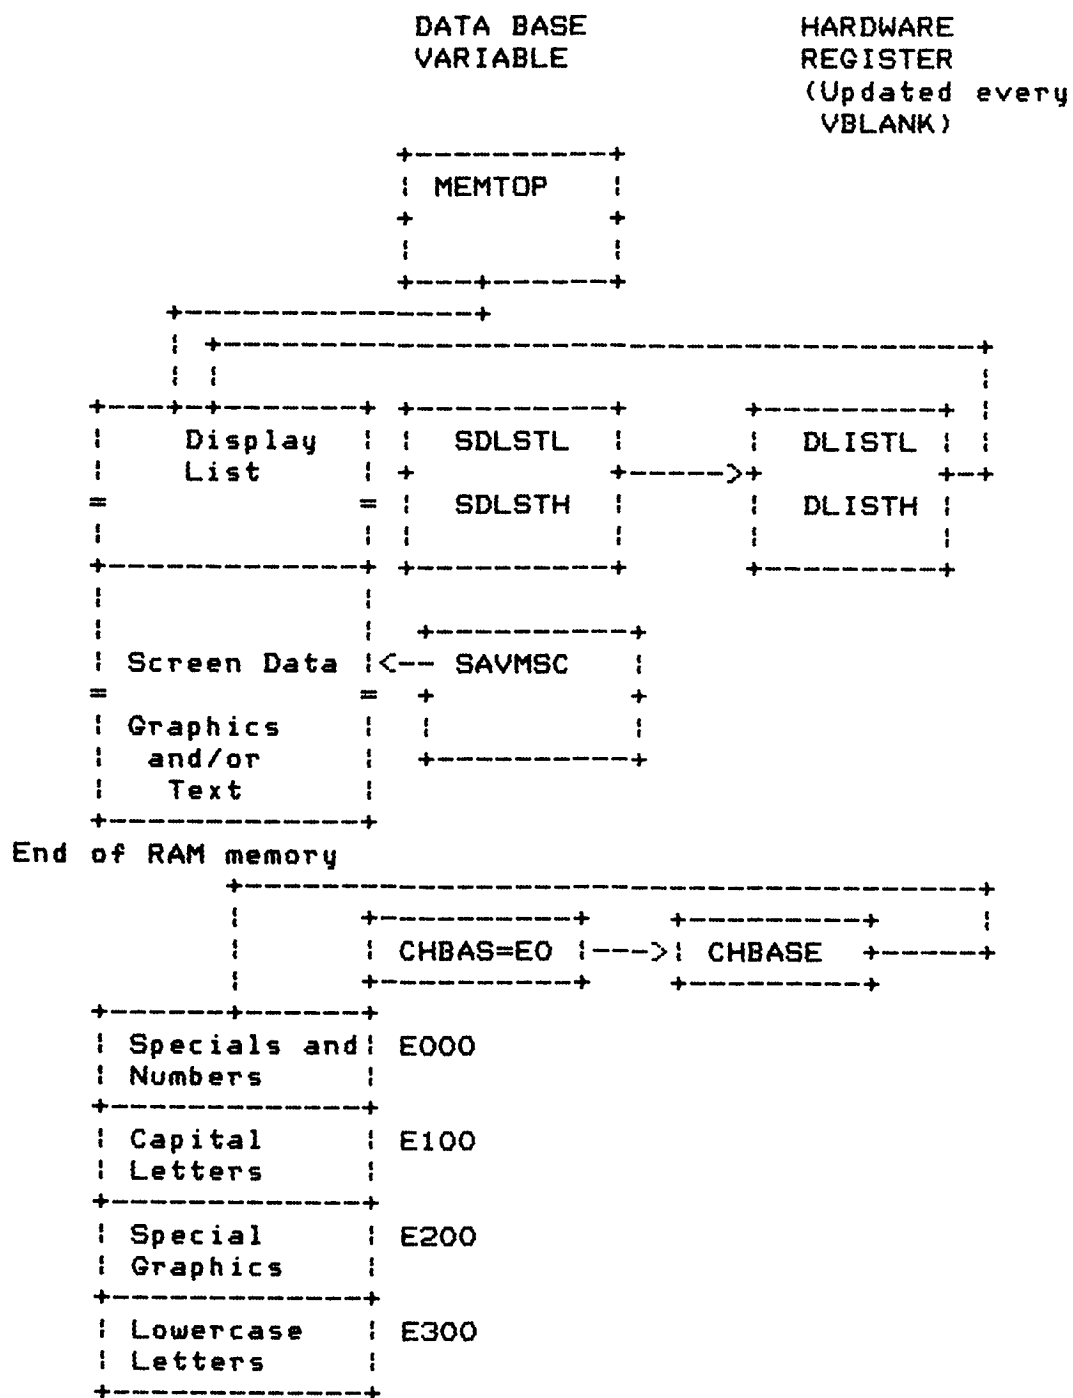 DATA BASE HARDWARE
VARIABLE REGISTER
(Updated every
VBLANK)
MEMTOP
Display SDLSTL DLISTL
List
SDLSTH DLISTH
Screen Data <-- SAVMSC
Graphics
and/or
Text
End of RAM memory
CHBAS=E0 ---> CHBASE
Specials and E000
Numbers
Capital E100
Letters
Special E200
Graphics
Lowercase E300
Letters